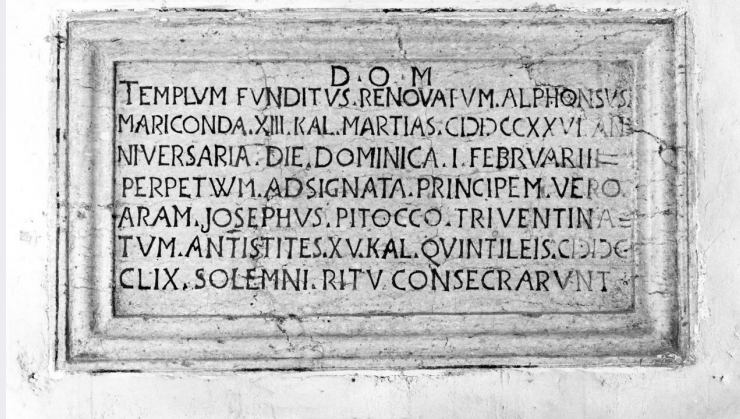 D.O.M
TEMPLVM FVNDITVS.RENOVATVM.ALPHONSVS
MARICONDA.XIII.KAL.MARTIAS.CIƆIƆCCXXVI AN=
NIVERSARIA.DIE.DOMINICA.I.FEBRVARII=
PERPETVVM.ADSIGNATA.PRINCIPEM.VERO
ARAM.JOSEPHVS.PITOCCO.TRIVENTINA=
TVM.ANTISTITES.XV.KAL.QVINTILEIS.CIƆIƆC
CLIX.SOLEMNI.RITV CONSECRARVNT